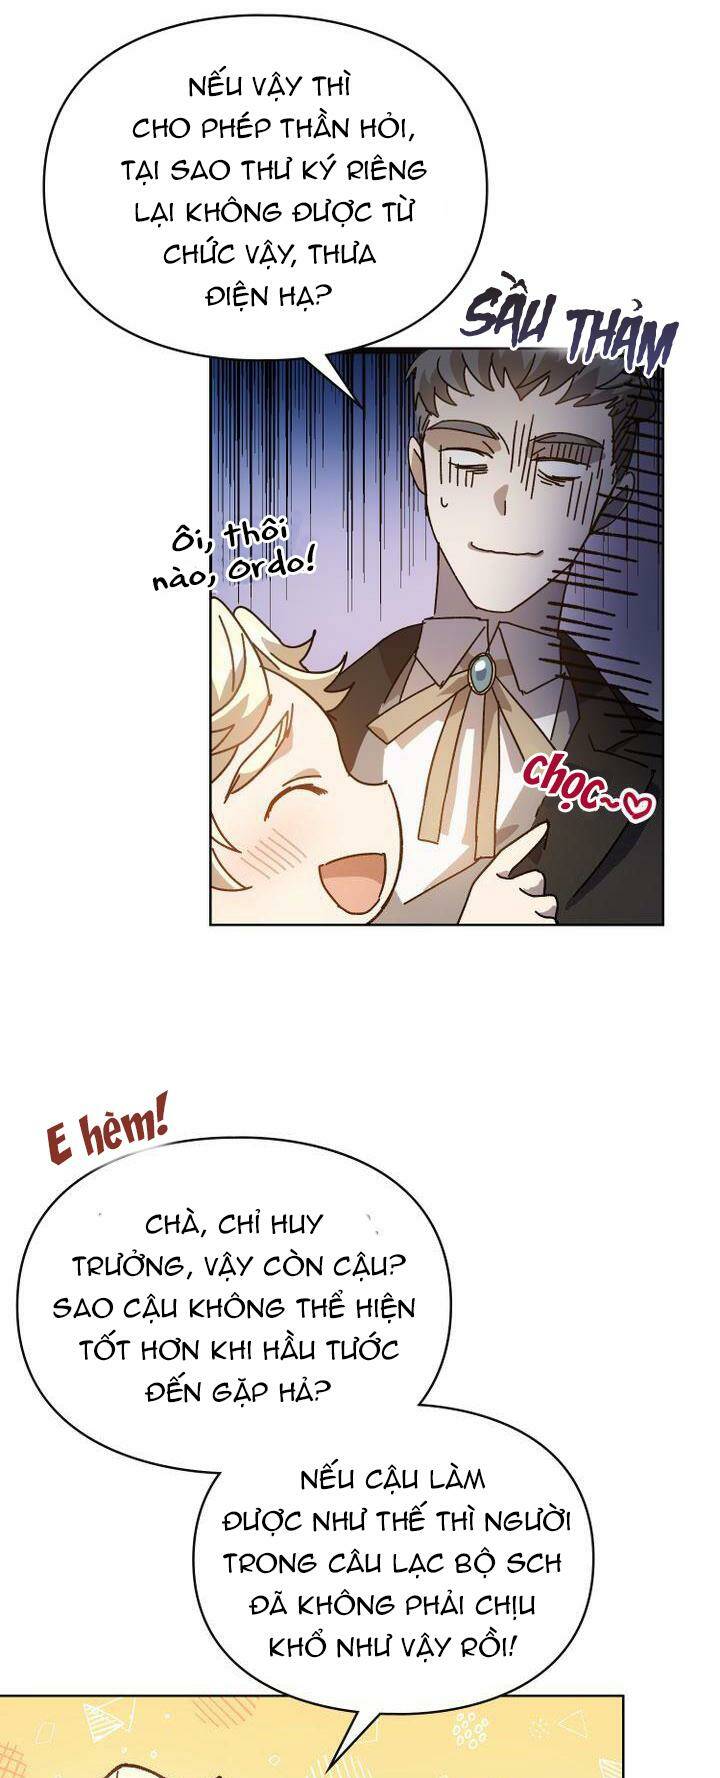 NẾU VẬY THÌ
CHO PHÉP THẦN HỎI,
TẠI SAO THƯ KÝ RIÊNG
LẠI KHÔNG ĐƯỢC TỪ
CHỨC VẬY, THƯA
ĐIỆN HẠ?
SẦU THẢM
Ôi, thôi
nào, Ordo!
chọc~♡
E hèm!
CHÀ, CHỈ HUY
TRƯỞNG, VẬY CÒN CẬU?
SAO CẬU KHÔNG THỂ HIỆN
TỐT HƠN KHI HẦU TƯỚC
ĐẾN GẶP HẢ?
NẾU CẬU LÀM
ĐƯỢC NHƯ THẾ THÌ NGƯỜI
TRONG CÂU LẠC BỘ SCH
ĐÃ KHÔNG PHẢI CHỊU
KHỔ NHƯ VẬY RỒI!